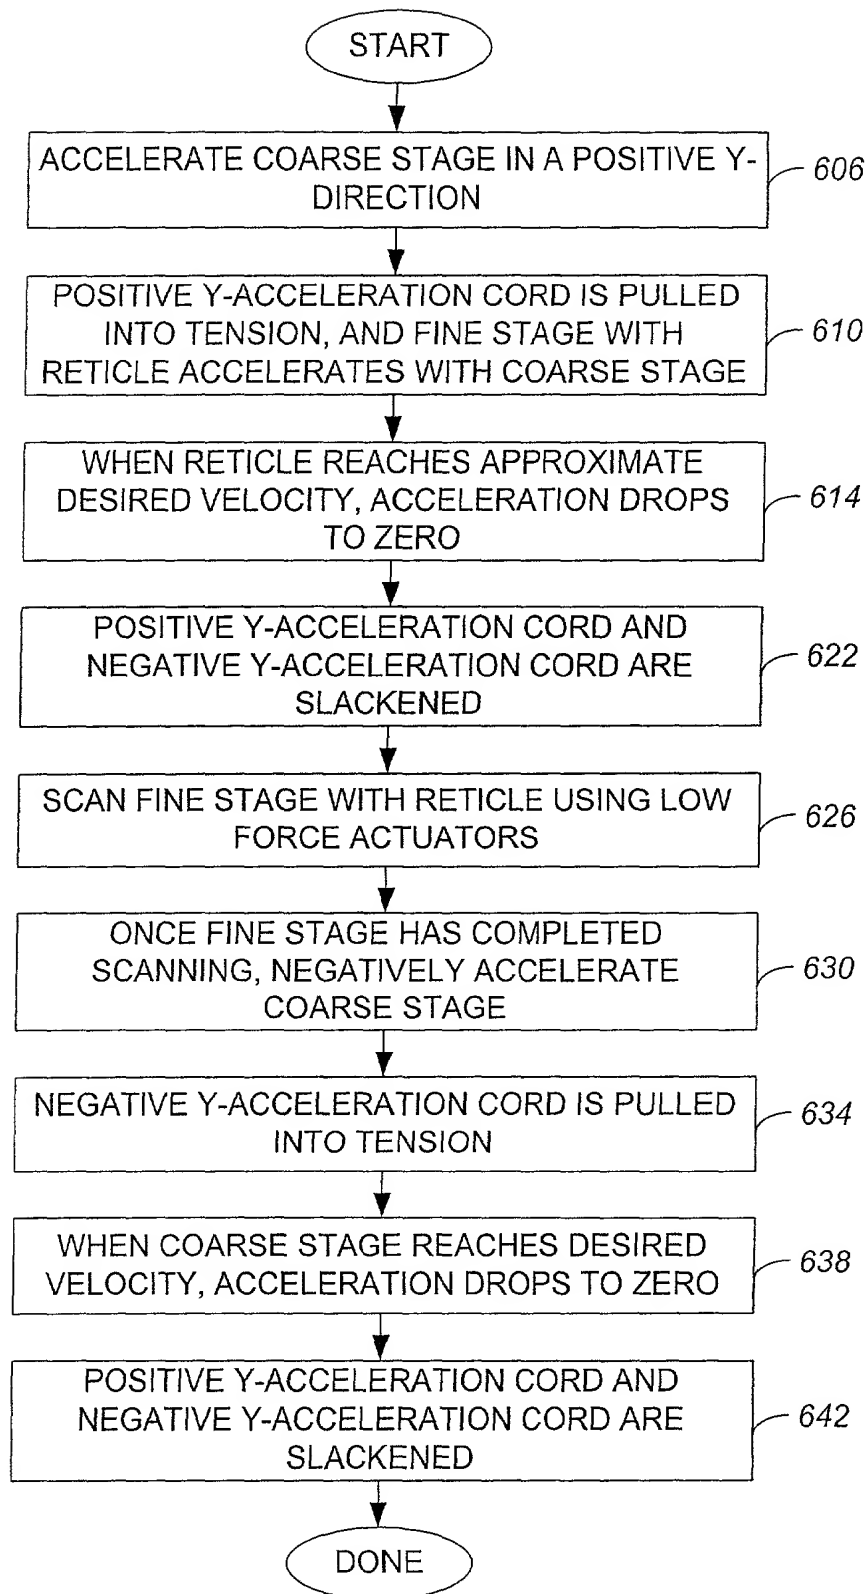 START
ACCELERATE COARSE STAGE IN A POSITIVE Y-
DIRECTION
606
POSITIVE Y-ACCELERATION CORD IS PULLED
INTO TENSION, AND FINE STAGE WITH
RETICLE ACCELERATES WITH COARSE STAGE
610
WHEN RETICLE REACHES APPROXIMATE
DESIRED VELOCITY, ACCELERATION DROPS
TO ZERO
614
POSITIVE Y-ACCELERATION CORD AND
NEGATIVE Y-ACCELERATION CORD ARE
SLACKENED
622
SCAN FINE STAGE WITH RETICLE USING LOW
FORCE ACTUATORS
626
ONCE FINE STAGE HAS COMPLETED
SCANNING, NEGATIVELY ACCELERATE
COARSE STAGE
630
NEGATIVE Y-ACCELERATION CORD IS PULLED
INTO TENSION
634
WHEN COARSE STAGE REACHES DESIRED
VELOCITY, ACCELERATION DROPS TO ZERO
638
POSITIVE Y-ACCELERATION CORD AND
NEGATIVE Y-ACCELERATION CORD ARE
SLACKENED
642
DONE